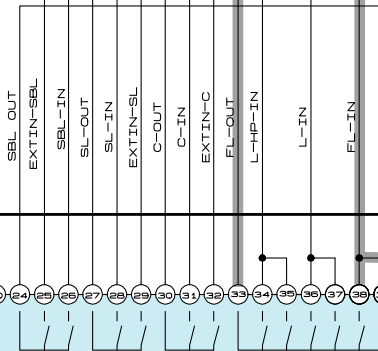 SBL OUT
EXTIN-SBL
SBL-IN
SL-OUT
SL-IN
EXTIN-SL
C-OUT
C-IN
EXTIN-C
FL-OUT
L-HP-IN
L-IN
FL-IN
24 25 26 27 28 29 30 31 32 33 34 35 36 37 38